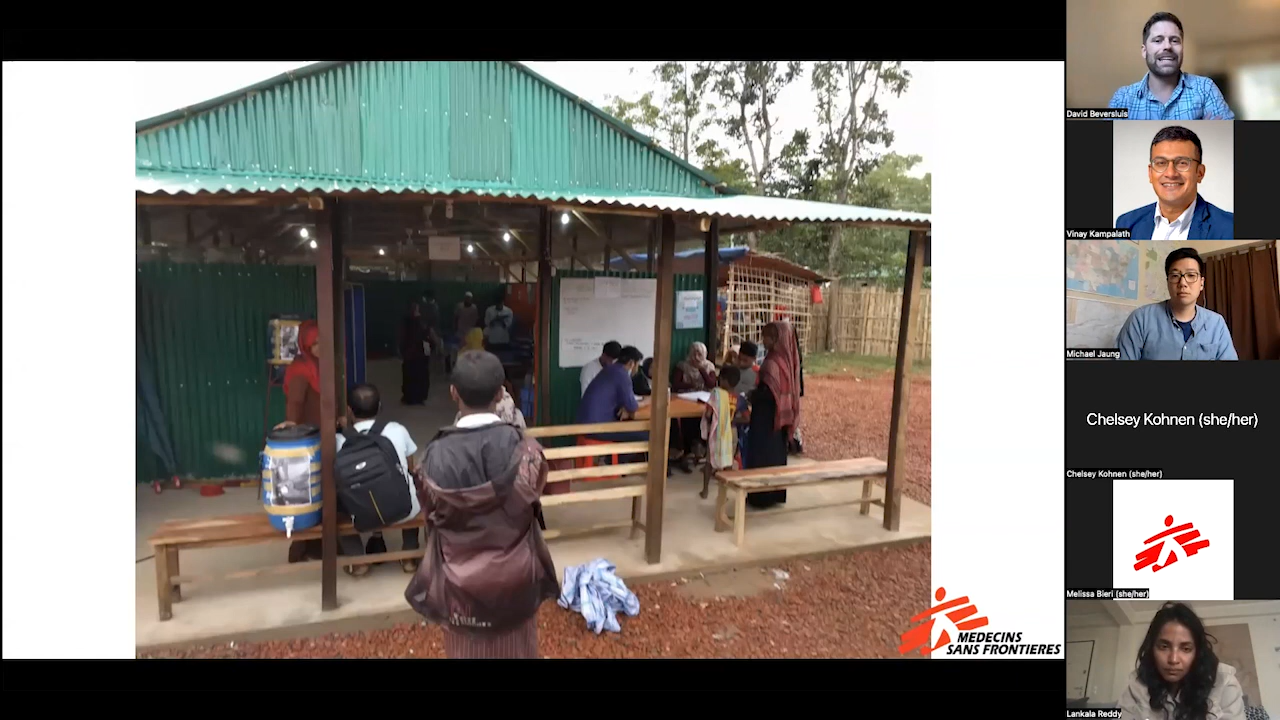 MEDECINS
SANS FRONTIERES
David Beversluis
Vinay Kampalath
Michael Jaung
Chelsey Kohnen (she/her)
Chelsey Kohnen (she/her)
Melissa Bieri (she/her)
Lankala Reddy